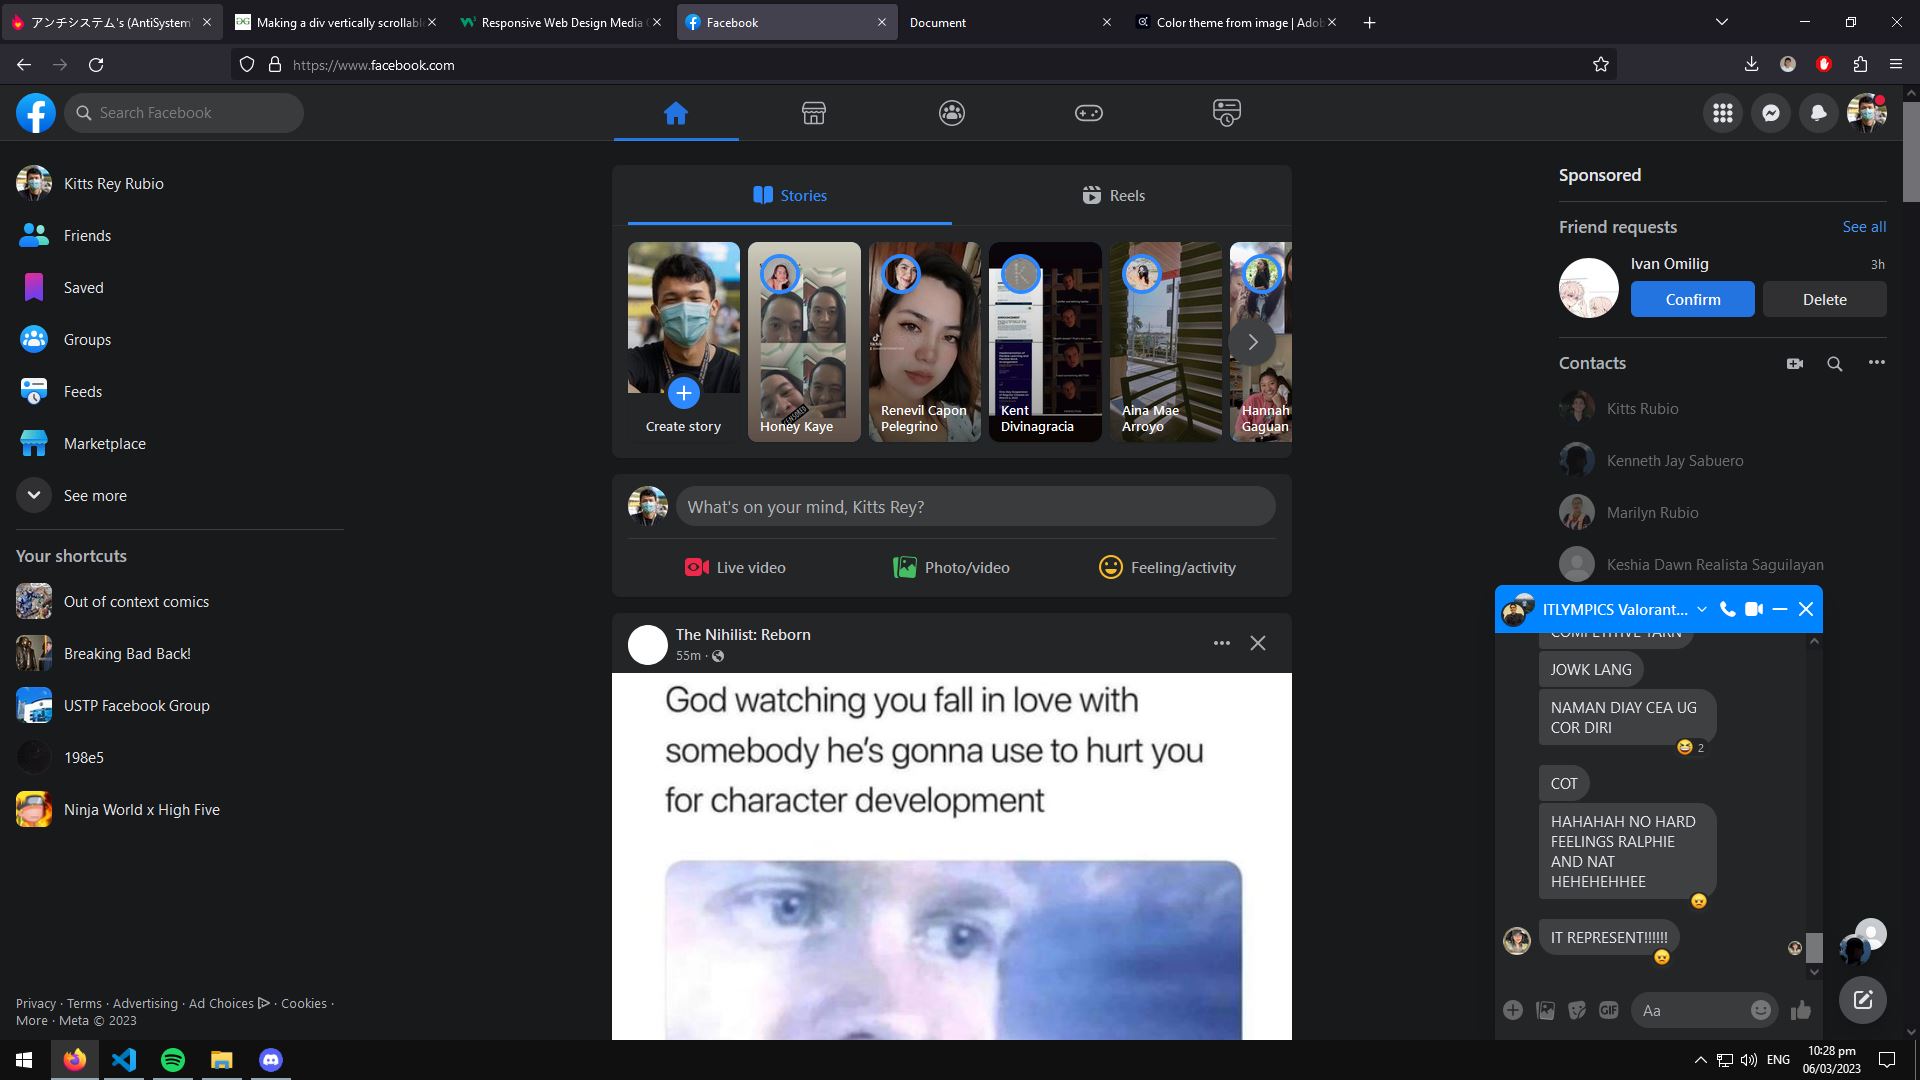 アンチシステム's (AntiSystem'
Making a div vertically scrollabl
Responsive Web Design Media
Facebook
Document
Color theme from image | Adob
https://www.facebook.com
Search Facebook
Kitts Rey Rubio
Friends
Saved
Groups
Feeds
Marketplace
See more
Your shortcuts
Out of context comics
Breaking Bad Back!
USTP Facebook Group
198e5
Ninja World x High Five
Privacy · Terms · Advertising · Ad Choices · Cookies ·
More · Meta © 2023
Stories
Reels
Create story
Honey Kaye
Renevil Capon
Pelegrino
Kent
Divinagracia
Aina Mae
Arroyo
Hannah
Gaguan
What's on your mind, Kitts Rey?
Live video
Photo/video
Feeling/activity
The Nihilist: Reborn
55m ·
God watching you fall in love with
somebody he's gonna use to hurt you
for character development
Sponsored
Friend requests
See all
Ivan Omilig
3h
Confirm
Delete
Contacts
Kitts Rubio
Kenneth Jay Sabuero
Marilyn Rubio
Keshia Dawn Realista Saguilayan
ITLYMPICS Valorant...
COMPETITIVE YARN
JOWK LANG
NAMAN DIAY CEA UG
COR DIRI
2
COT
HAHAHAH NO HARD
FEELINGS RALPHIE
AND NAT
HEHEHEHHEE
IT REPRESENT!!!!!!
GIF
Aa
ENG
10:28 pm
06/03/2023